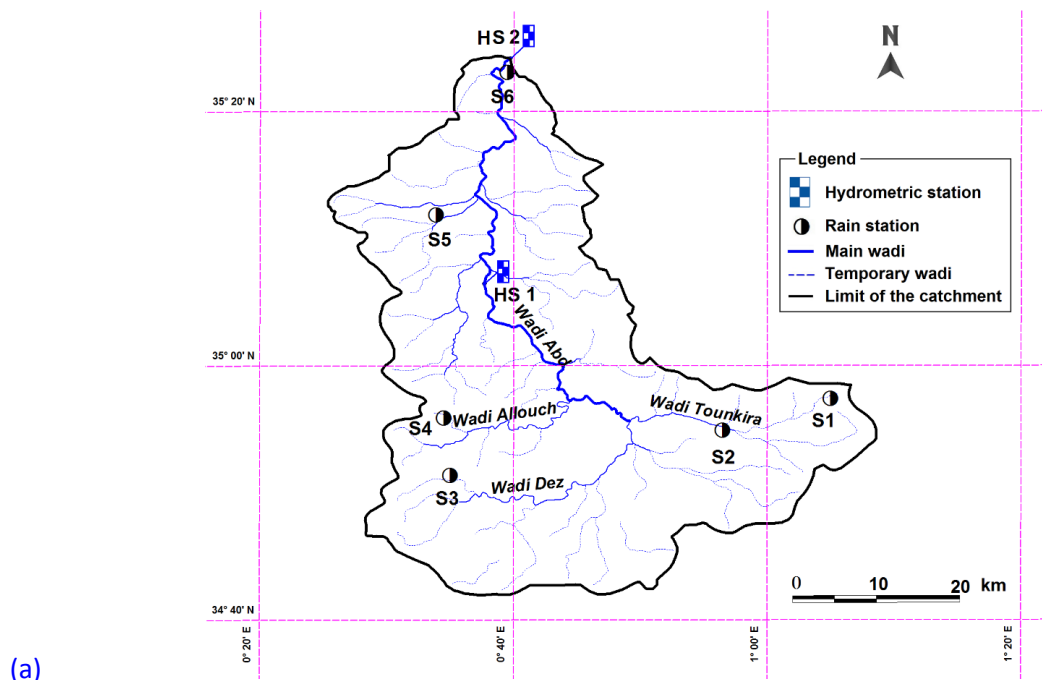 HS 2
N
S6
35° 20' N
Legend
Hydrometric station
Rain station
Main wadi
Temporary wadi
Limit of the catchment
S5
HS 1
Wadi Abd
35° 00' N
Wadi Tounkira
S1
Wadi Allouch
S4
S2
Wadi Dez
S3
0 10 20 km
34° 40' N
0° 20' E
0° 40' E
1° 00' E
1° 20' E
(a)